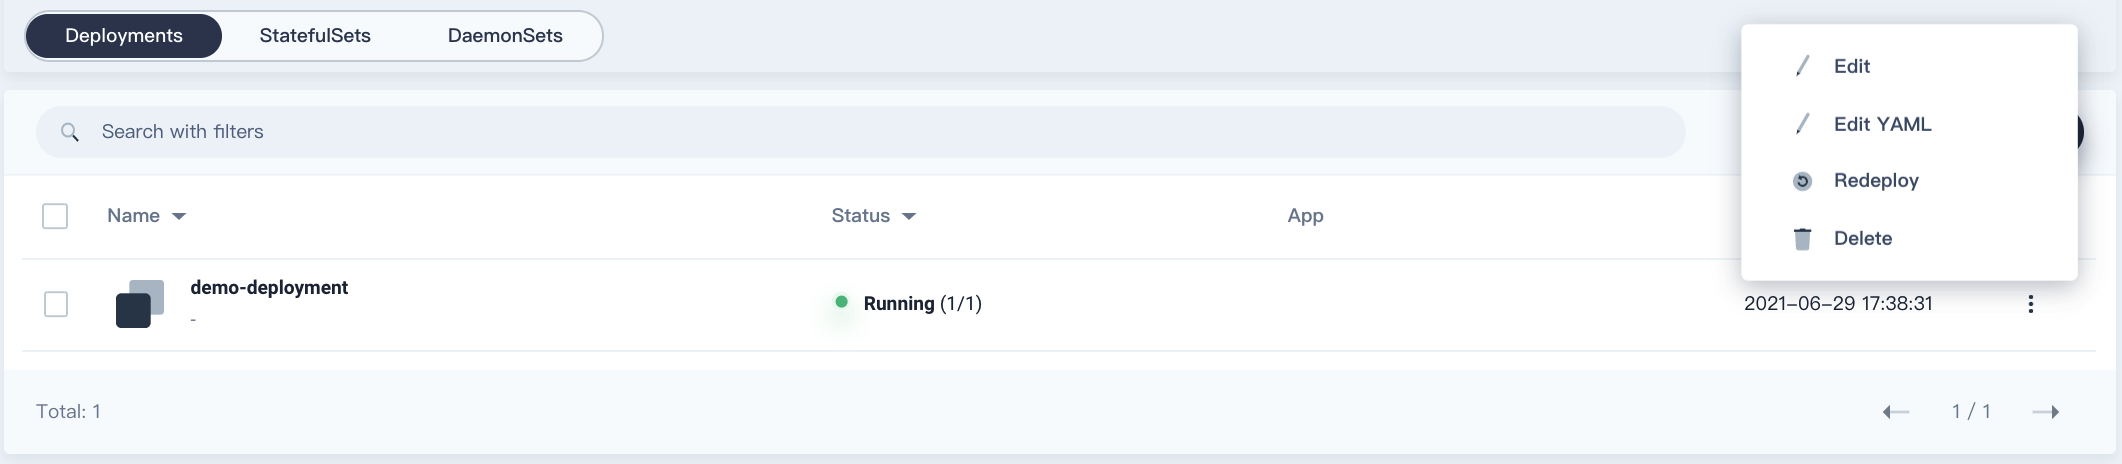 Deployments StatefulSets DaemonSets
Edit
Search with filters
Edit YAML
Redeploy
Name Status App
Delete
demo-deployment
-
Running (1/1) 2021-06-29 17:38:31
Total: 1 1 / 1